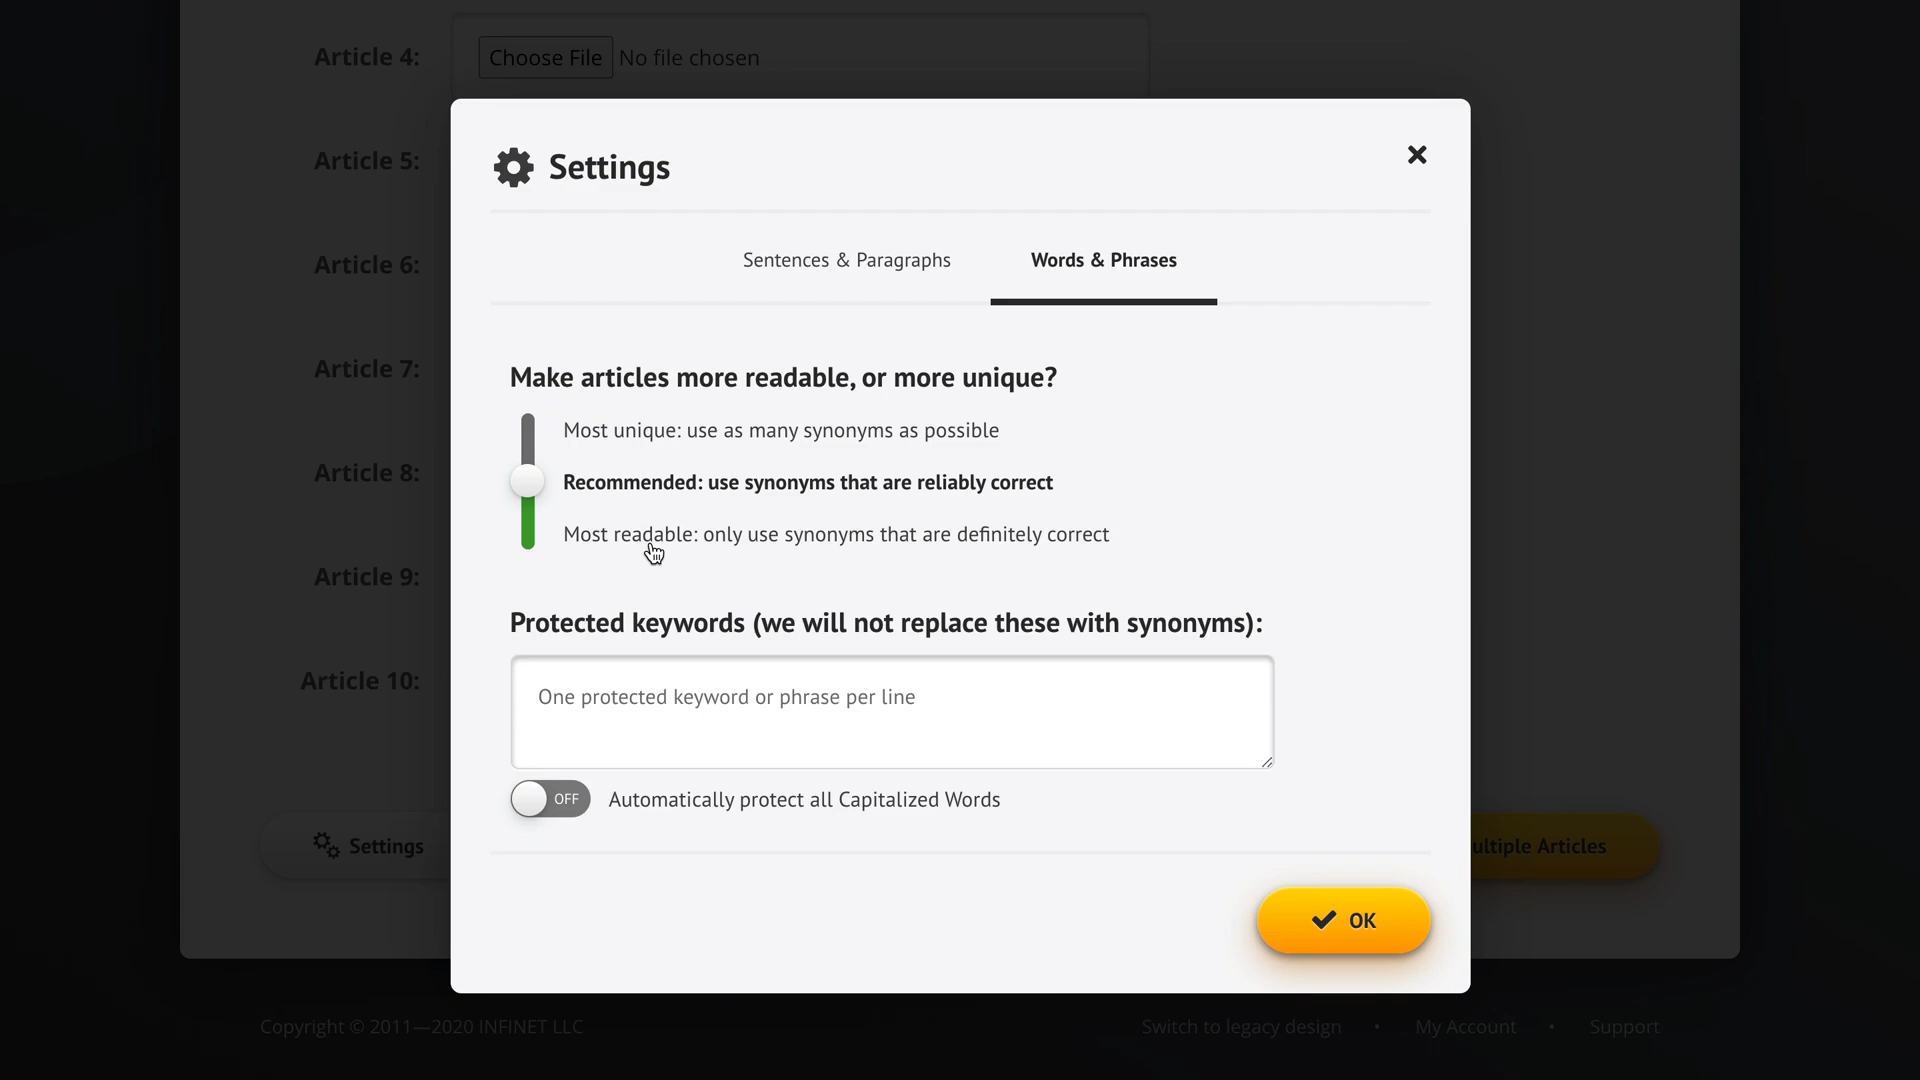 Article 4:
Choose File No file chosen
Settings
Article 5:
Sentences & Paragraphs
Words & Phrases
Article 6:
Article 7:
Make articles more readable, or more unique?
Most unique: use as many synonyms as possible
Article 8:
Recommended: use synonyms that are reliably correct
Most readable: only use synonyms that are definitely correct
Article 9:
Protected keywords (we will not replace these with synonyms):
Article 10:
One protected keyword or phrase per line
OFF
Automatically protect all Capitalized Words
Settings
ultiple Articles
OK
Copyright © 2011—2020 INFINET LLC
Switch to legacy design • My Account • Support